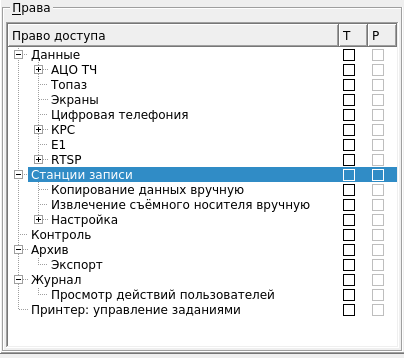 Права
Право доступа Т Р
Данные
АЦО ТЧ
Топаз
Экраны
Цифровая телефония
КРС
Е1
RTSP
Станции записи
Копирование данных вручную
Извлечение съёмного носителя вручную
Настройка
Контроль
Архив
Экспорт
Журнал
Просмотр действий пользователей
Принтер: управление заданиями